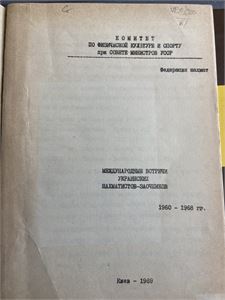 КОМИТЕТ
ПО ФИЗИЧЕСКОЙ КУЛЬТУРЕ И СПОРТУ
при СОВЕТЕ МИНИСТРОВ УССР
Федерация шахмат
МЕЖДУНАРОДНЫЕ ВСТРЕЧИ
УКРАИНСКИХ
ШАХМАТИСТОВ-ЗАОЧНИКОВ
1960 - 1968 гр.
Киев - 1969